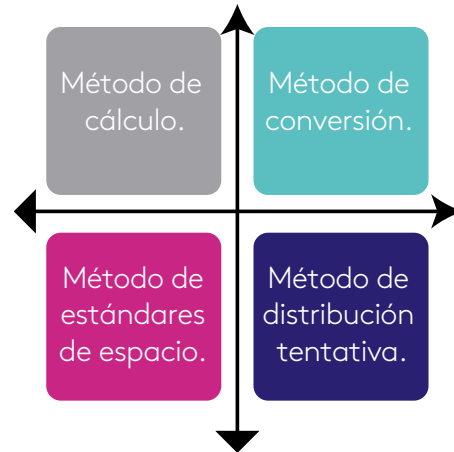 Método de
cálculo.
Método de
conversión.
Método de
estándares
de espacio.
Método de
distribución
tentativa.